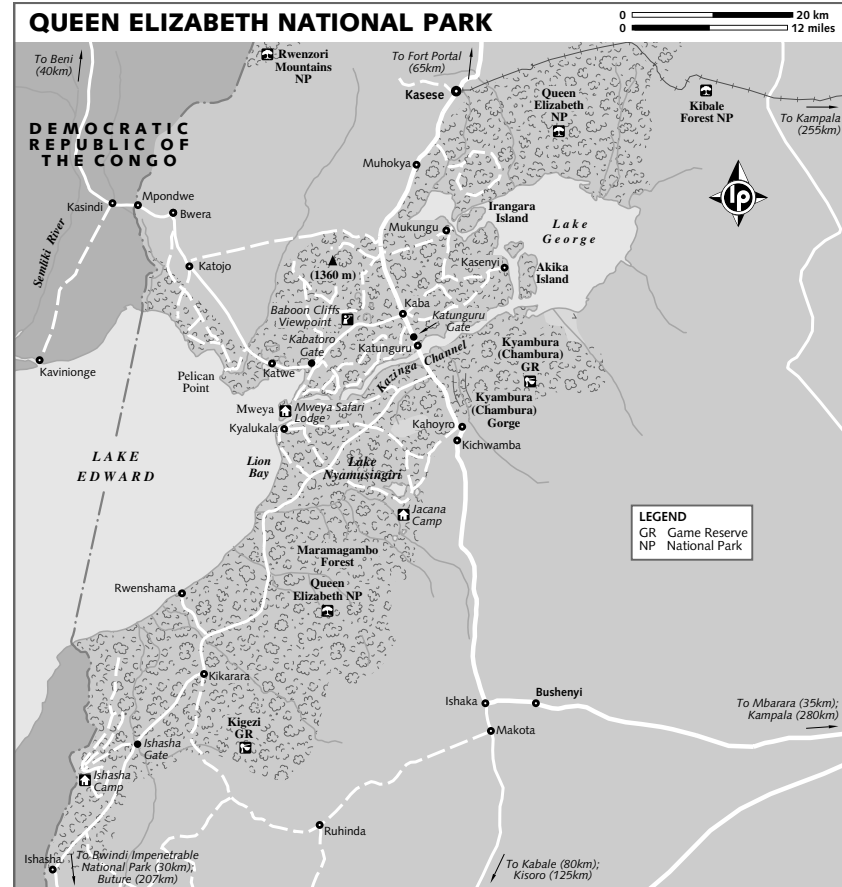 QUEEN ELIZABETH NATIONAL PARK
0
20 km
0
12 miles
To Beni
(40km)
Rwenzori
Mountains
NP
To Fort Portal
(65km)
Kasese
Queen
Elizabeth
NP
Kibale
Forest NP
To Kampala
(255km)
DEMOCRATIC
REPUBLIC OF
THE CONGO
Muhokya
lp
Kasindi
Mpondwe
Bwera
Semliki River
Irangara
Island
Lake
George
Mukungu
Katojo
(1360 m)
Kasenyi
Akika
Island
Baboon Cliffs
Viewpoint
Kaba
Katunguru
Gate
Kabatoro
Gate
Katunguru
Kazinga Channel
Kyambura
(Chambura)
GR
Kavinionge
Pelican
Point
Katwe
Mweya
Mweya Safari
Lodge
Kyambura
(Chambura)
Gorge
Kyalukala
Kahoyro
Kichwamba
LAKE
EDWARD
Lion
Bay
Lake
Nyamusingiri
Jacana
Camp
LEGEND
GR Game Reserve
NP National Park
Maramagambo
Forest
Queen
Elizabeth NP
Rwenshama
Kikarara
Ishaka
Bushenyi
To Mbarara (35km);
Kampala (280km)
Kigezi
GR
Makota
Ishasha
Gate
Ishasha
Camp
Ruhinda
Ishasha
To Bwindi Impenetrable
National Park (30km);
Buture (207km)
To Kabale (80km);
Kisoro (125km)